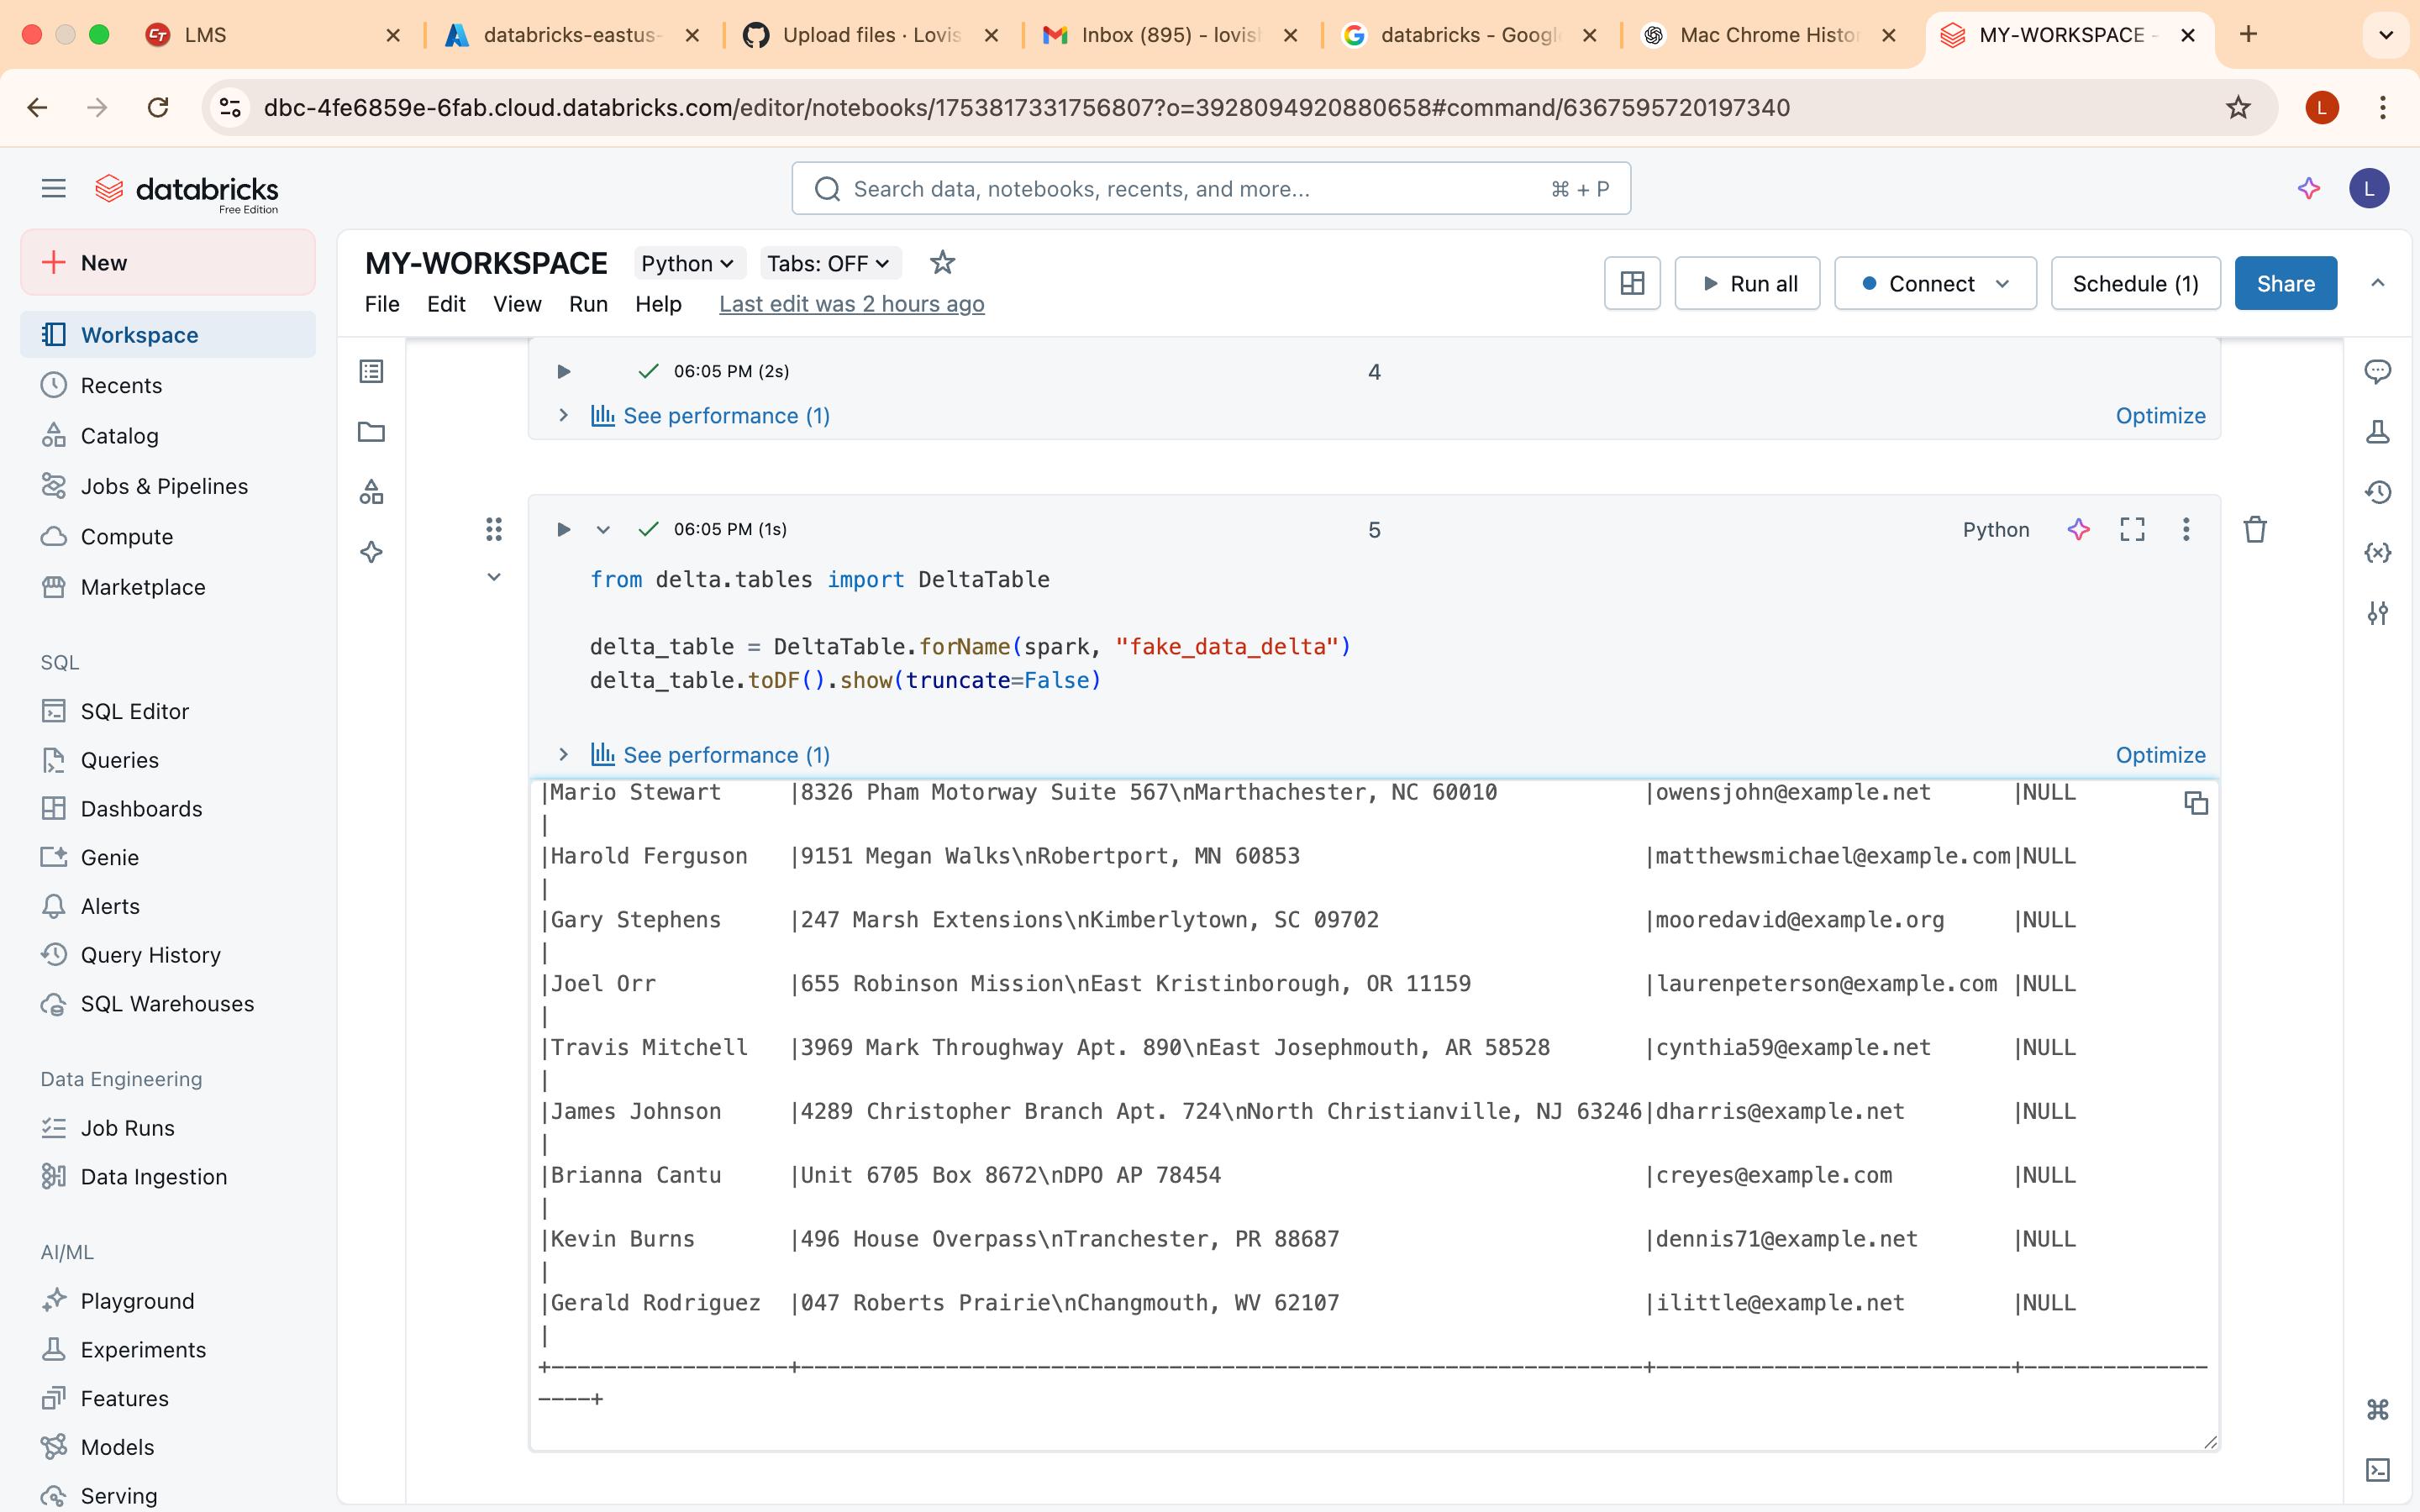 LMS
databricks-eastus-
Upload files · Lovis
Inbox (895) - lovis
databricks - Googl
Mac Chrome Histo
MY-WORKSPACE -
dbc-4fe6859e-6fab.cloud.databricks.com/editor/notebooks/1753817331756807?o=3928094920880658#command/6367595720197340
L
databricks
Free Edition
Search data, notebooks, recents, and more...
⌘ + P
L
New
Workspace
Recents
Catalog
Jobs & Pipelines
Compute
Marketplace
SQL
SQL Editor
Queries
Dashboards
Genie
Alerts
Query History
SQL Warehouses
Data Engineering
Job Runs
Data Ingestion
AI/ML
Playground
Experiments
Features
Models
Serving
MY-WORKSPACE
Python
Tabs: OFF
File Edit View Run Help Last edit was 2 hours ago
Run all
Connect
Schedule (1)
Share
06:05 PM (2s)
4
See performance (1)
Optimize
06:05 PM (1s)
5
Python
from delta.tables import DeltaTable
delta_table = DeltaTable.forName(spark, "fake_data_delta")
delta_table.toDF().show(truncate=False)
See performance (1)
Optimize
|Mario Stewart |8326 Pham Motorway Suite 567\nMarthachester, NC 60010 |owensjohn@example.net |NULL
|
|Harold Ferguson |9151 Megan Walks\nRobertport, MN 60853 |matthewsmichael@example.com|NULL
|
|Gary Stephens |247 Marsh Extensions\nKimberlytown, SC 09702 |mooredavid@example.org |NULL
|
|Joel Orr |655 Robinson Mission\nEast Kristinborough, OR 11159 |laurenpeterson@example.com |NULL
|
|Travis Mitchell |3969 Mark Throughway Apt. 890\nEast Josephmouth, AR 58528 |cynthia59@example.net |NULL
|
|James Johnson |4289 Christopher Branch Apt. 724\nNorth Christianville, NJ 63246|dharris@example.net |NULL
|
|Brianna Cantu |Unit 6705 Box 8672\nDPO AP 78454 |creyes@example.com |NULL
|
|Kevin Burns |496 House Overpass\nTranchester, PR 88687 |dennis71@example.net |NULL
|
|Gerald Rodriguez |047 Roberts Prairie\nChangmouth, WV 62107 |ilittle@example.net |NULL
|
+------------------+----------------------------------------------------------------+---------------------------+--------------
----+